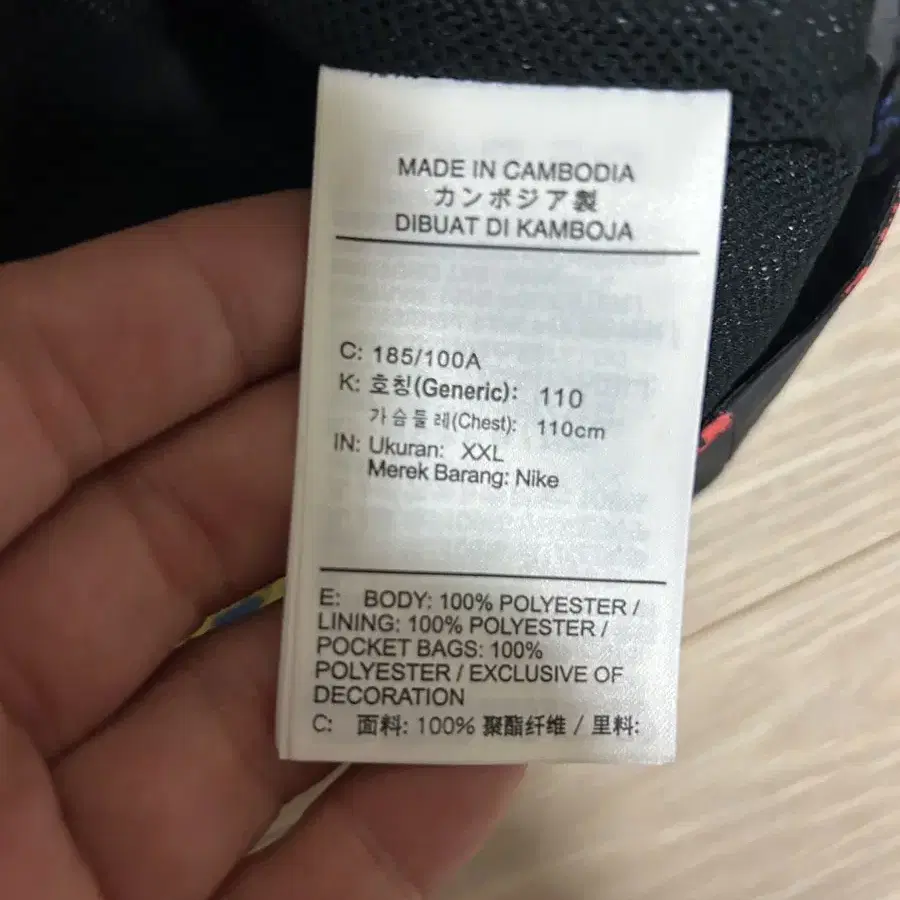 MADE IN CAMBODIA
カンボジア製
DIBUAT DI KAMBOJA
C: 185/100A
K: 호칭(Generic): 110
가슴둘레(Chest): 110cm
IN: Ukuran: XXL
Merek Barang: Nike
E: BODY: 100% POLYESTER /
LINING: 100% POLYESTER /
POCKET BAGS: 100%
POLYESTER / EXCLUSIVE OF
DECORATION
C: 面料: 100% 聚酯纤维 / 里料: